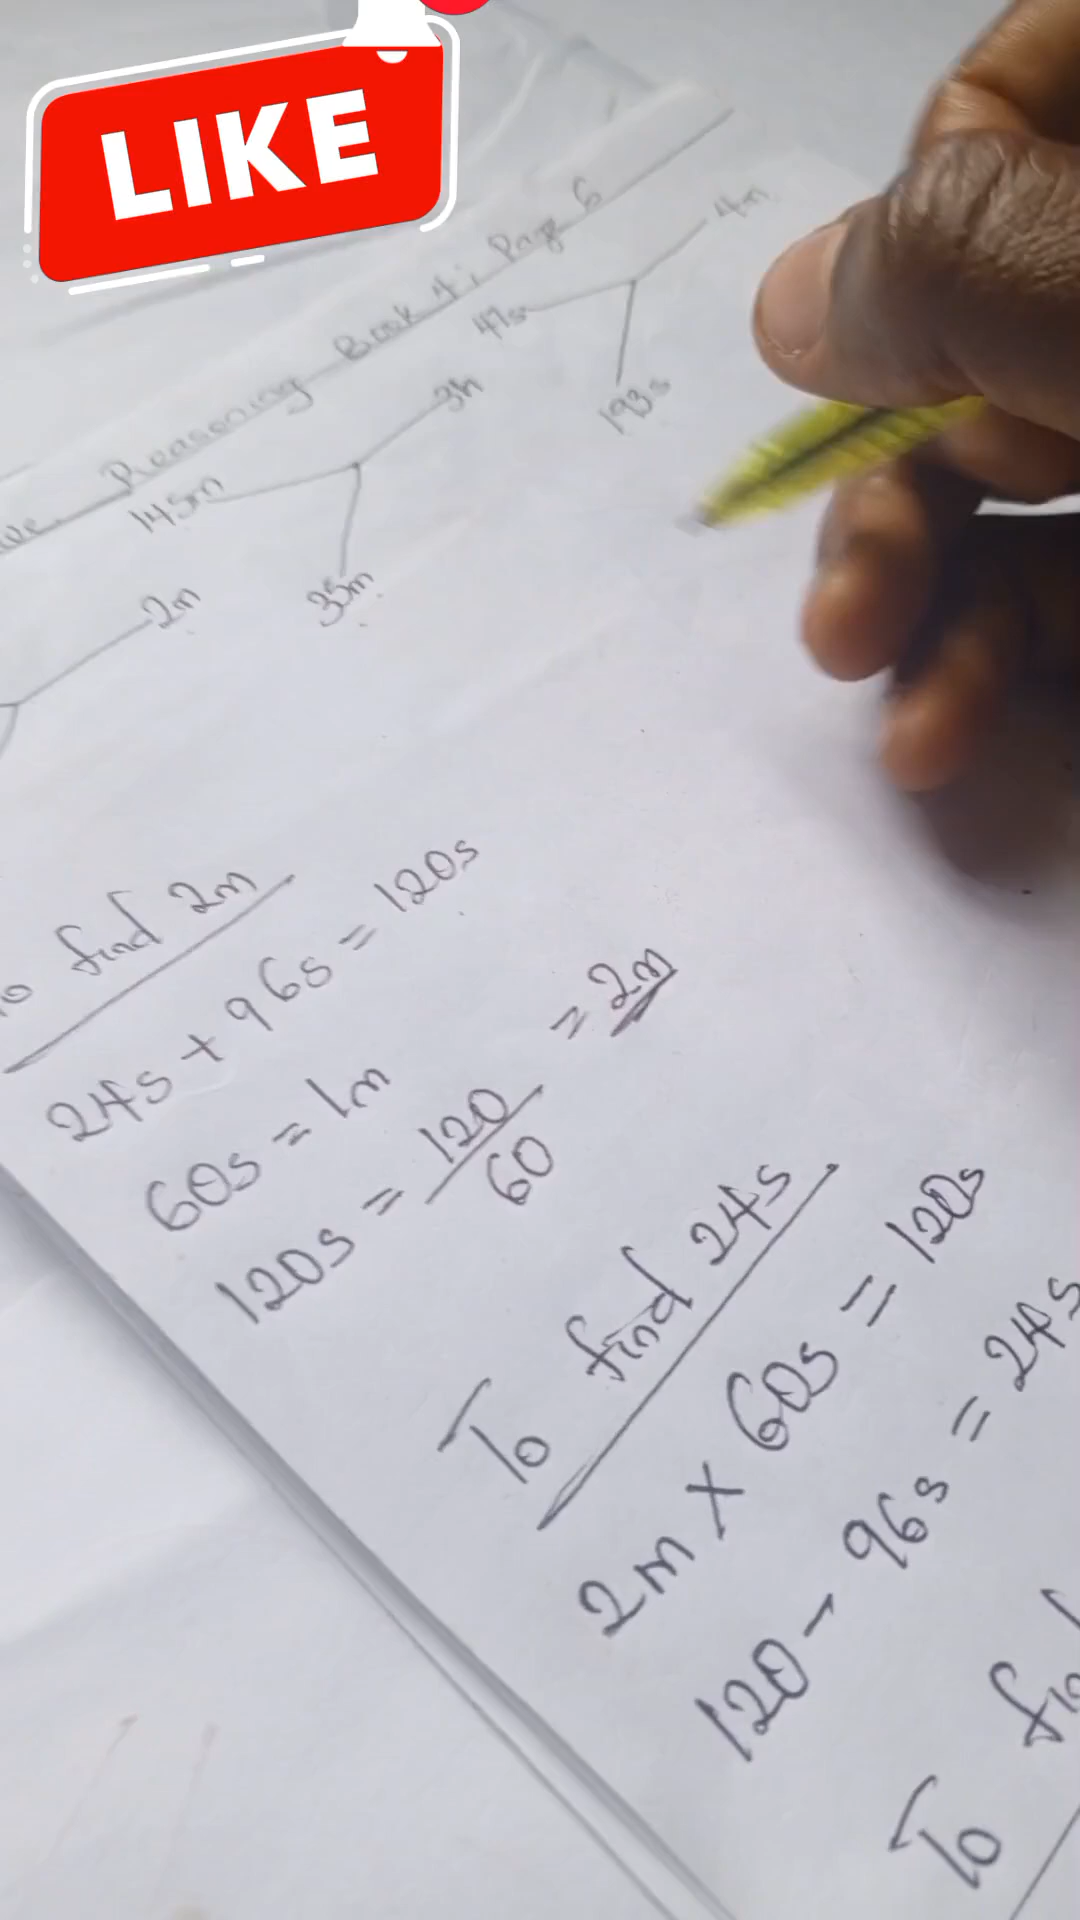 LIKE
Reasoning Book 4; Page 6
47s 4m
193s
145m 3h
35m
2m
To find 2m
24s + 96s = 120s
60s = 1m
120s = 120/60 = 2m
To find 24s
2m × 60s = 120s
120 - 96s = 24s
To